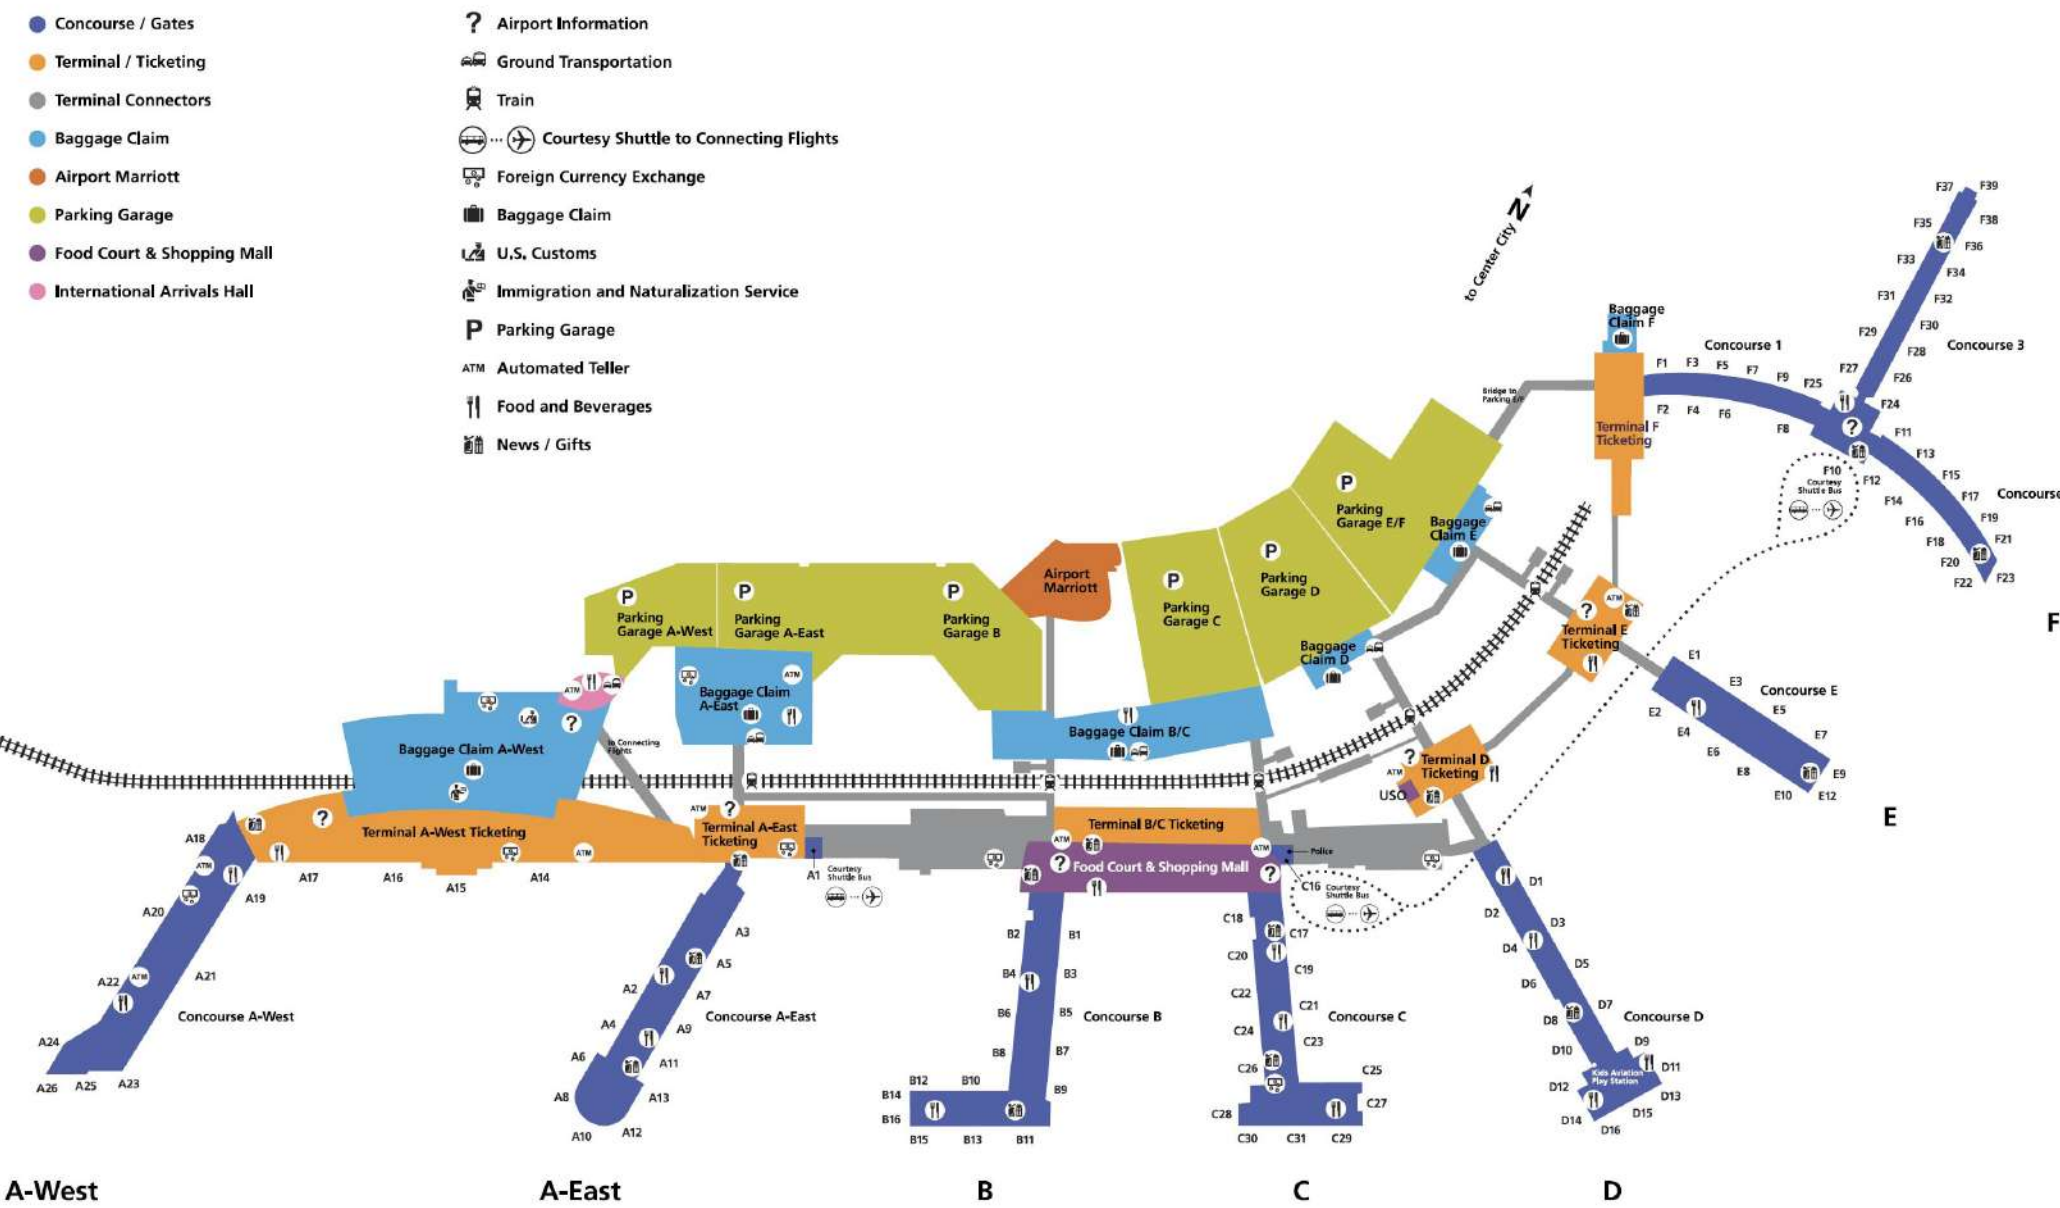 Concourse / Gates
Terminal / Ticketing
Terminal Connectors
Baggage Claim
Airport Marriott
Parking Garage
Food Court & Shopping Mall
International Arrivals Hall
? Airport Information
Ground Transportation
Train
Courtesy Shuttle to Connecting Flights
Foreign Currency Exchange
Baggage Claim
U.S. Customs
Immigration and Naturalization Service
P Parking Garage
ATM Automated Teller
Food and Beverages
News / Gifts
N
to Center City
F37 F39
F35 F38
F36
F33
F34
F31
F32
F30
F29
F28
Concourse 3
F27
F26
F24
Baggage
Claim F
Concourse 1
F1 F3 F5 F7 F9 F25
F2 F4 F6 F8
?
Terminal F
Ticketing
Bridge to
Parking E/F
F11
F13
F15
F17
Concourse
F19
F21
F23
F10
F12
F14
F16
F18
F20
F22
Courtesy
Shuttle Bus
F
P
Parking
Garage E/F
Baggage
Claim E
P
Parking
Garage D
P
Parking
Garage C
Baggage
Claim D
Airport
Marriott
P
Parking
Garage B
P
Parking
Garage A-East
P
Parking
Garage A-West
ATM
?
Terminal E
Ticketing
E1
E3
Concourse E
E5
E7
E9
E12
E2
E4
E6
E8
E10
E
ATM
?
Baggage Claim A-West
to Connecting
Flights
ATM
Baggage Claim
A-East
Baggage Claim B/C
?
ATM
Terminal D
Ticketing
USO
?
Terminal A-West Ticketing
ATM
ATM
?
Terminal A-East
Ticketing
A1
Courtesy
Shuttle Bus
Terminal B/C Ticketing
ATM
ATM
?
Food Court & Shopping Mall
?
Police
C16
Courtesy
Shuttle Bus
A18
ATM
A17
A16
A15
A14
A19
A20
A21
A22
ATM
Concourse A-West
A24
A26 A25 A23
A3
A5
A2
A7
A4
A9
Concourse A-East
A6
A11
A8
A13
A10
A12
B2 B1
B4 B3
B6 B5
Concourse B
B8 B7
B12 B10 B9
B14
B16
B15 B13 B11
C18
C17
C20
C19
C22
C21
Concourse C
C24
C23
C26
C25
C28
C27
C30 C31 C29
D1
D2
D3
D4
D5
D6
D7
D8
Concourse D
D10
D9
D11
Kids Aviation
Play Station
D12
D13
D14
D15
D16
A-West
A-East
B
C
D